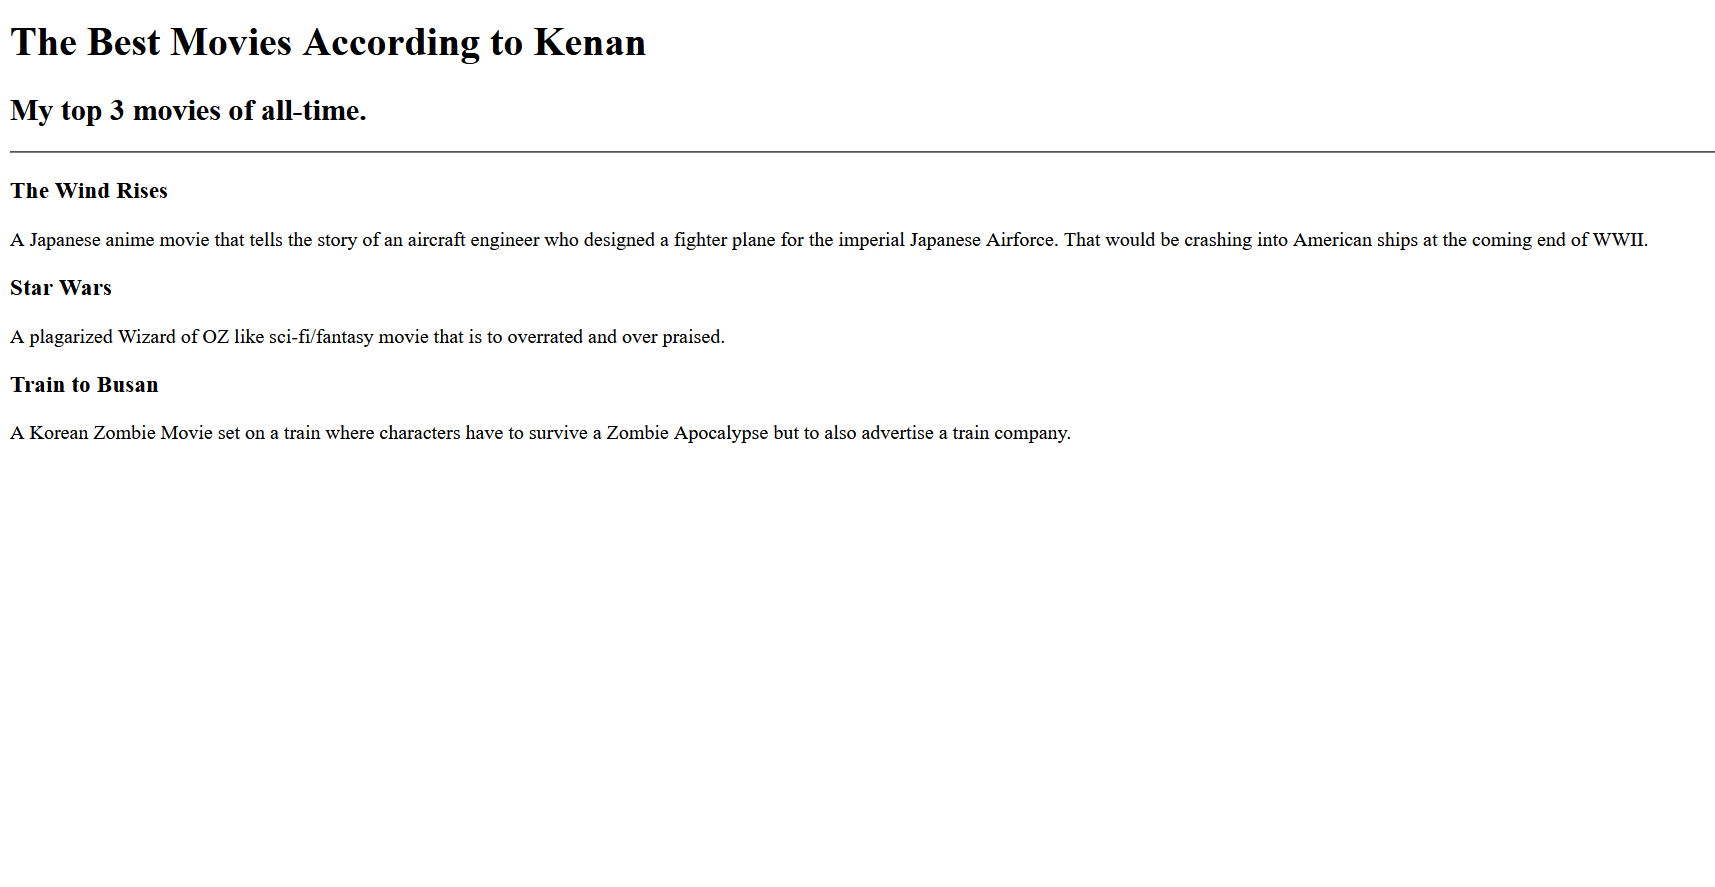 The Best Movies According to Kenan
My top 3 movies of all-time.
The Wind Rises
A Japanese anime movie that tells the story of an aircraft engineer who designed a fighter plane for the imperial Japanese Airforce. That would be crashing into American ships at the coming end of WWII.
Star Wars
A plagarized Wizard of OZ like sci-fi/fantasy movie that is to overrated and over praised.
Train to Busan
A Korean Zombie Movie set on a train where characters have to survive a Zombie Apocalypse but to also advertise a train company.